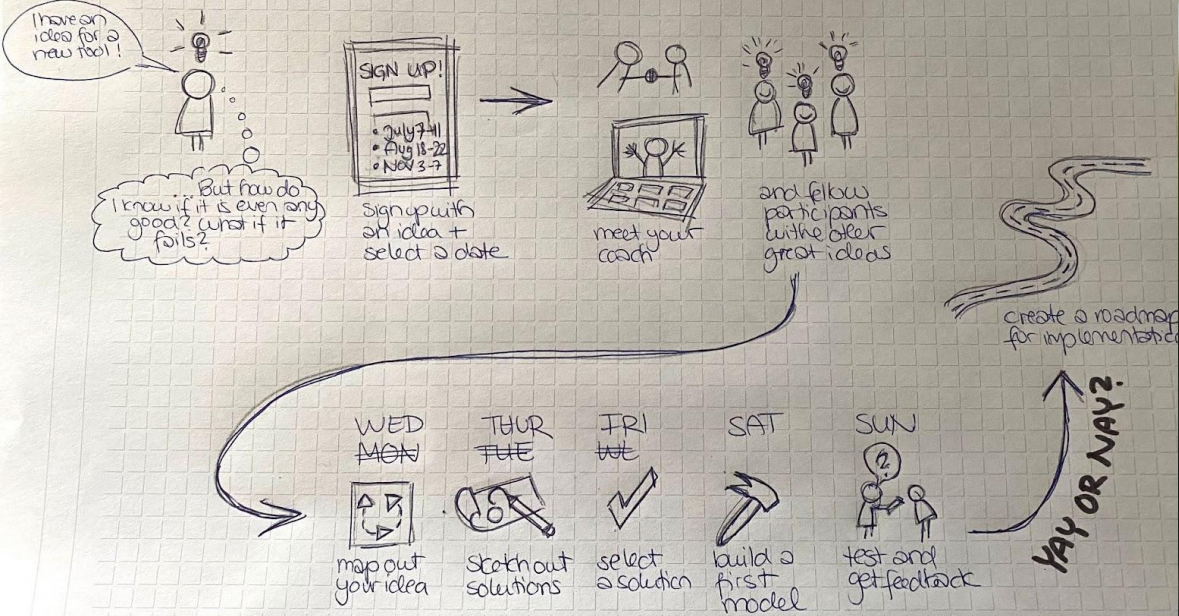 I have an
idea for a
new tool!
... But how do
I know if it is even any
good? What if it
fails?
SIGN UP!
• July 7-11
• Aug 18-22
• Nov 3-7
sign up with
an idea +
select a date
meet your
coach
and fellow
participants
with other
great ideas
WED
MON
THUR
TUE
FRI
WE
SAT
SUN
?
map out
your idea
sketch out
solutions
select
a solution
build a
first
model
test and
get feedback
YAY OR NAY?
create a roadmap
for implementatio